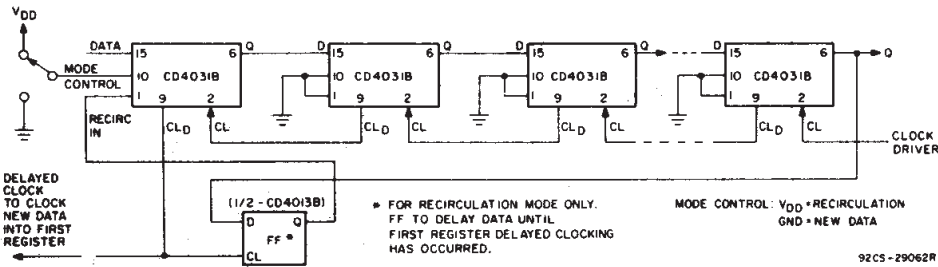 VDD
DATA
15
6
Q
D
15
6
Q
D
15
6
Q
D
15
6
Q
MODE
CONTROL
10
CD4031B
10
CD4031B
10
CD4031B
10
CD4031B
1
9
2
1
9
2
1
9
2
1
9
2
RECIRC
IN
CLD
CL
CLD
CL
CLD
CL
CLD
CL
CLOCK
DRIVER
DELAYED
CLOCK
TO CLOCK
NEW DATA
INTO FIRST
REGISTER
(1/2 - CD4013B)
D
Q
FF *
CL
* FOR RECIRCULATION MODE ONLY.
FF TO DELAY DATA UNTIL
FIRST REGISTER DELAYED CLOCKING
HAS OCCURRED.
MODE CONTROL: VDD = RECIRCULATION
GND = NEW DATA
92CS-29062R